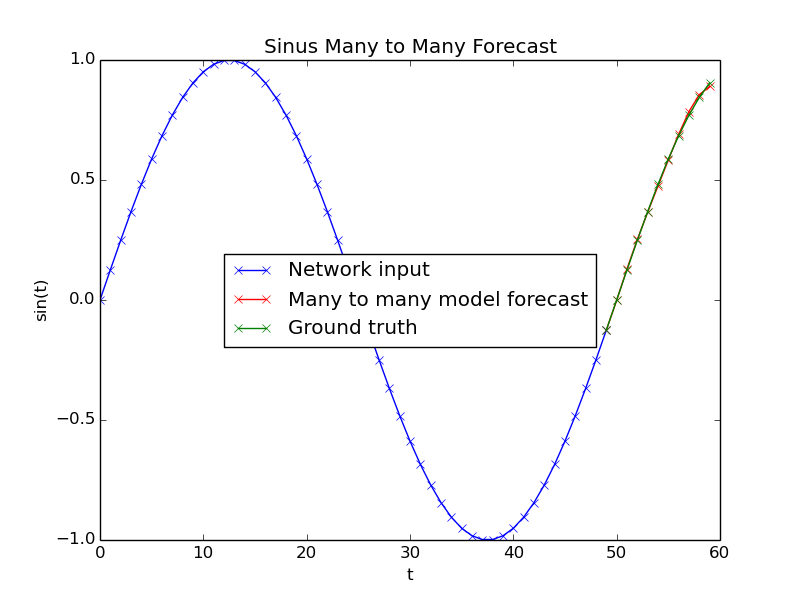 Sinus Many to Many Forecast
1.0
0.5
0.0
−0.5
−1.0
sin(t)
Network input
Many to many model forecast
Ground truth
0 10 20 30 40 50 60
t